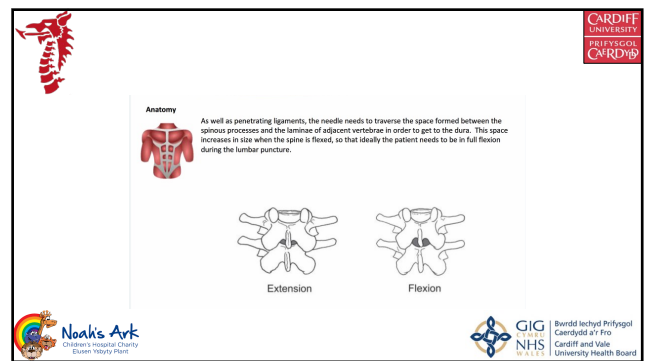 CARDIFF
UNIVERSITY
PRIFYSGOL
CAERDYDD
Anatomy
As well as penetrating ligaments, the needle needs to traverse the space formed between the
spinous processes and the laminae of adjacent vertebrae in order to get to the dura. This space
increases in size when the spine is flexed, so that ideally the patient needs to be in full flexion
during the lumbar puncture.
Extension
Flexion
Noah's Ark
Children's Hospital Charity
Elusen Ysbyty Plant
GIG
CYMRU
NHS
WALES
Bwrdd Iechyd Prifysgol
Caerdydd a'r Fro
Cardiff and Vale
University Health Board